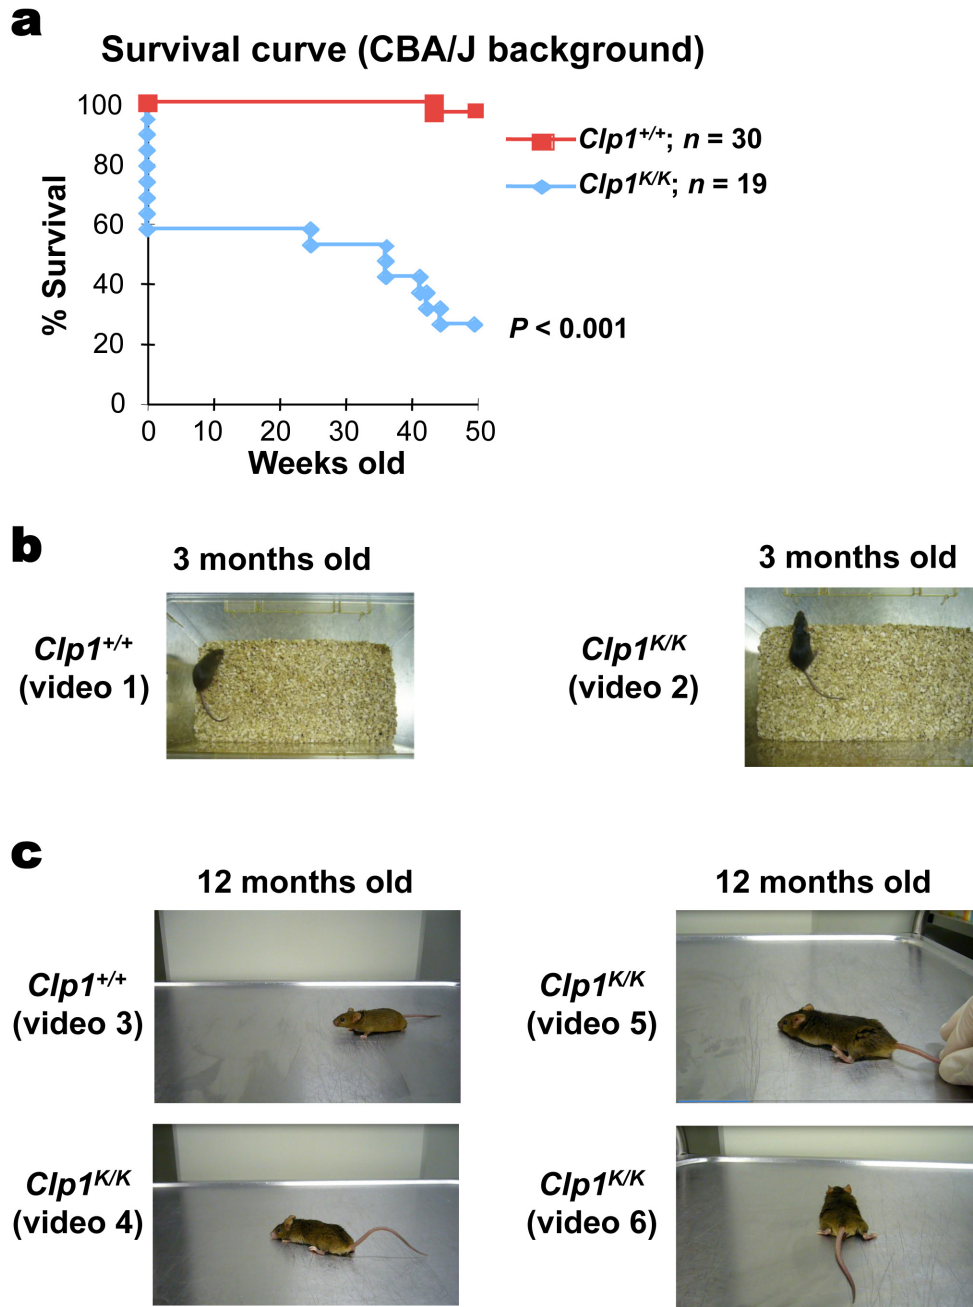 a
Survival curve (CBA/J background)
100
80
60
40
20
0
% Survival
0 10 20 30 40 50
Weeks old
Clp1+/+; n = 30
Clp1K/K; n = 19
P < 0.001
b
3 months old
3 months old
Clp1+/+
(video 1)
Clp1K/K
(video 2)
c
12 months old
12 months old
Clp1+/+
(video 3)
Clp1K/K
(video 5)
Clp1K/K
(video 4)
Clp1K/K
(video 6)